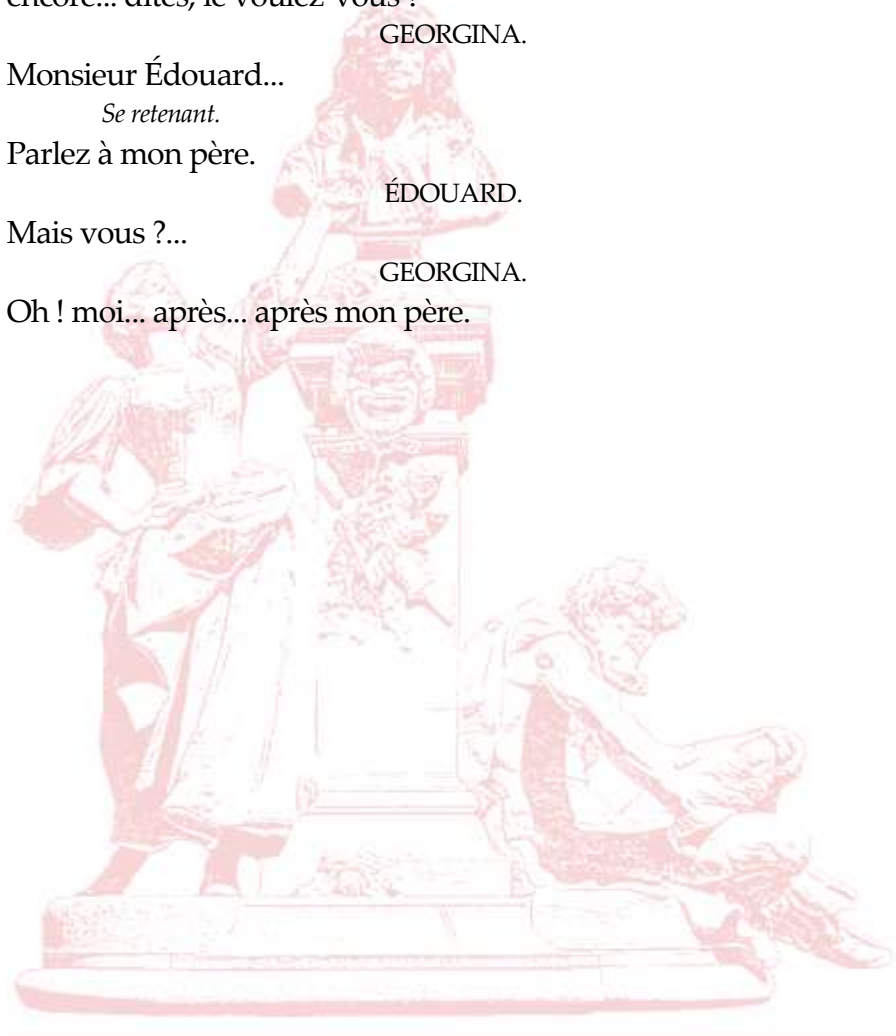 encore... dites, le voulez-vous ?
GEORGINA.
Monsieur Édouard...
Se retenant.
Parlez à mon père.
ÉDOUARD.
Mais vous ?...
GEORGINA.
Oh ! moi... après... après mon père.